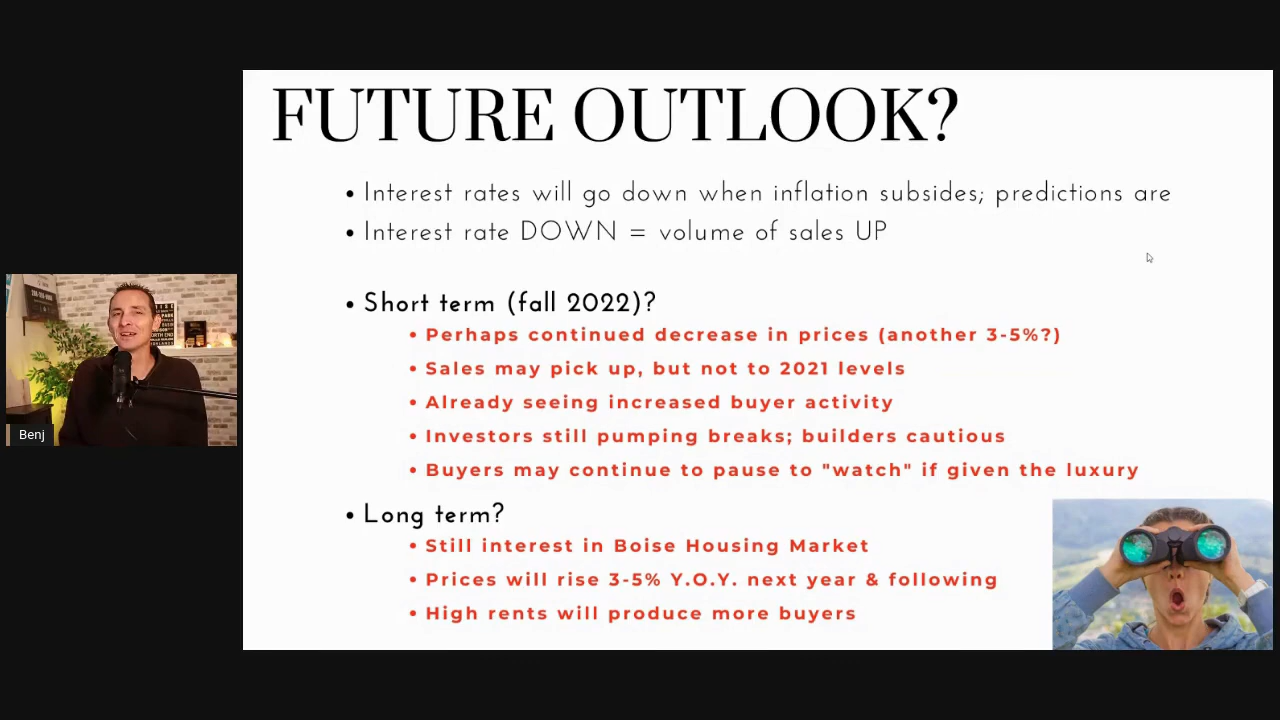 FUTURE OUTLOOK?
• Interest rates will go down when inflation subsides; predictions are
• Interest rate DOWN = volume of sales UP
• Short term (fall 2022)?
• Perhaps continued decrease in prices (another 3-5%?)
• Sales may pick up, but not to 2021 levels
• Already seeing increased buyer activity
• Investors still pumping breaks; builders cautious
• Buyers may continue to pause to "watch" if given the luxury
• Long term?
• Still interest in Boise Housing Market
• Prices will rise 3-5% Y.O.Y. next year & following
• High rents will produce more buyers
Benj